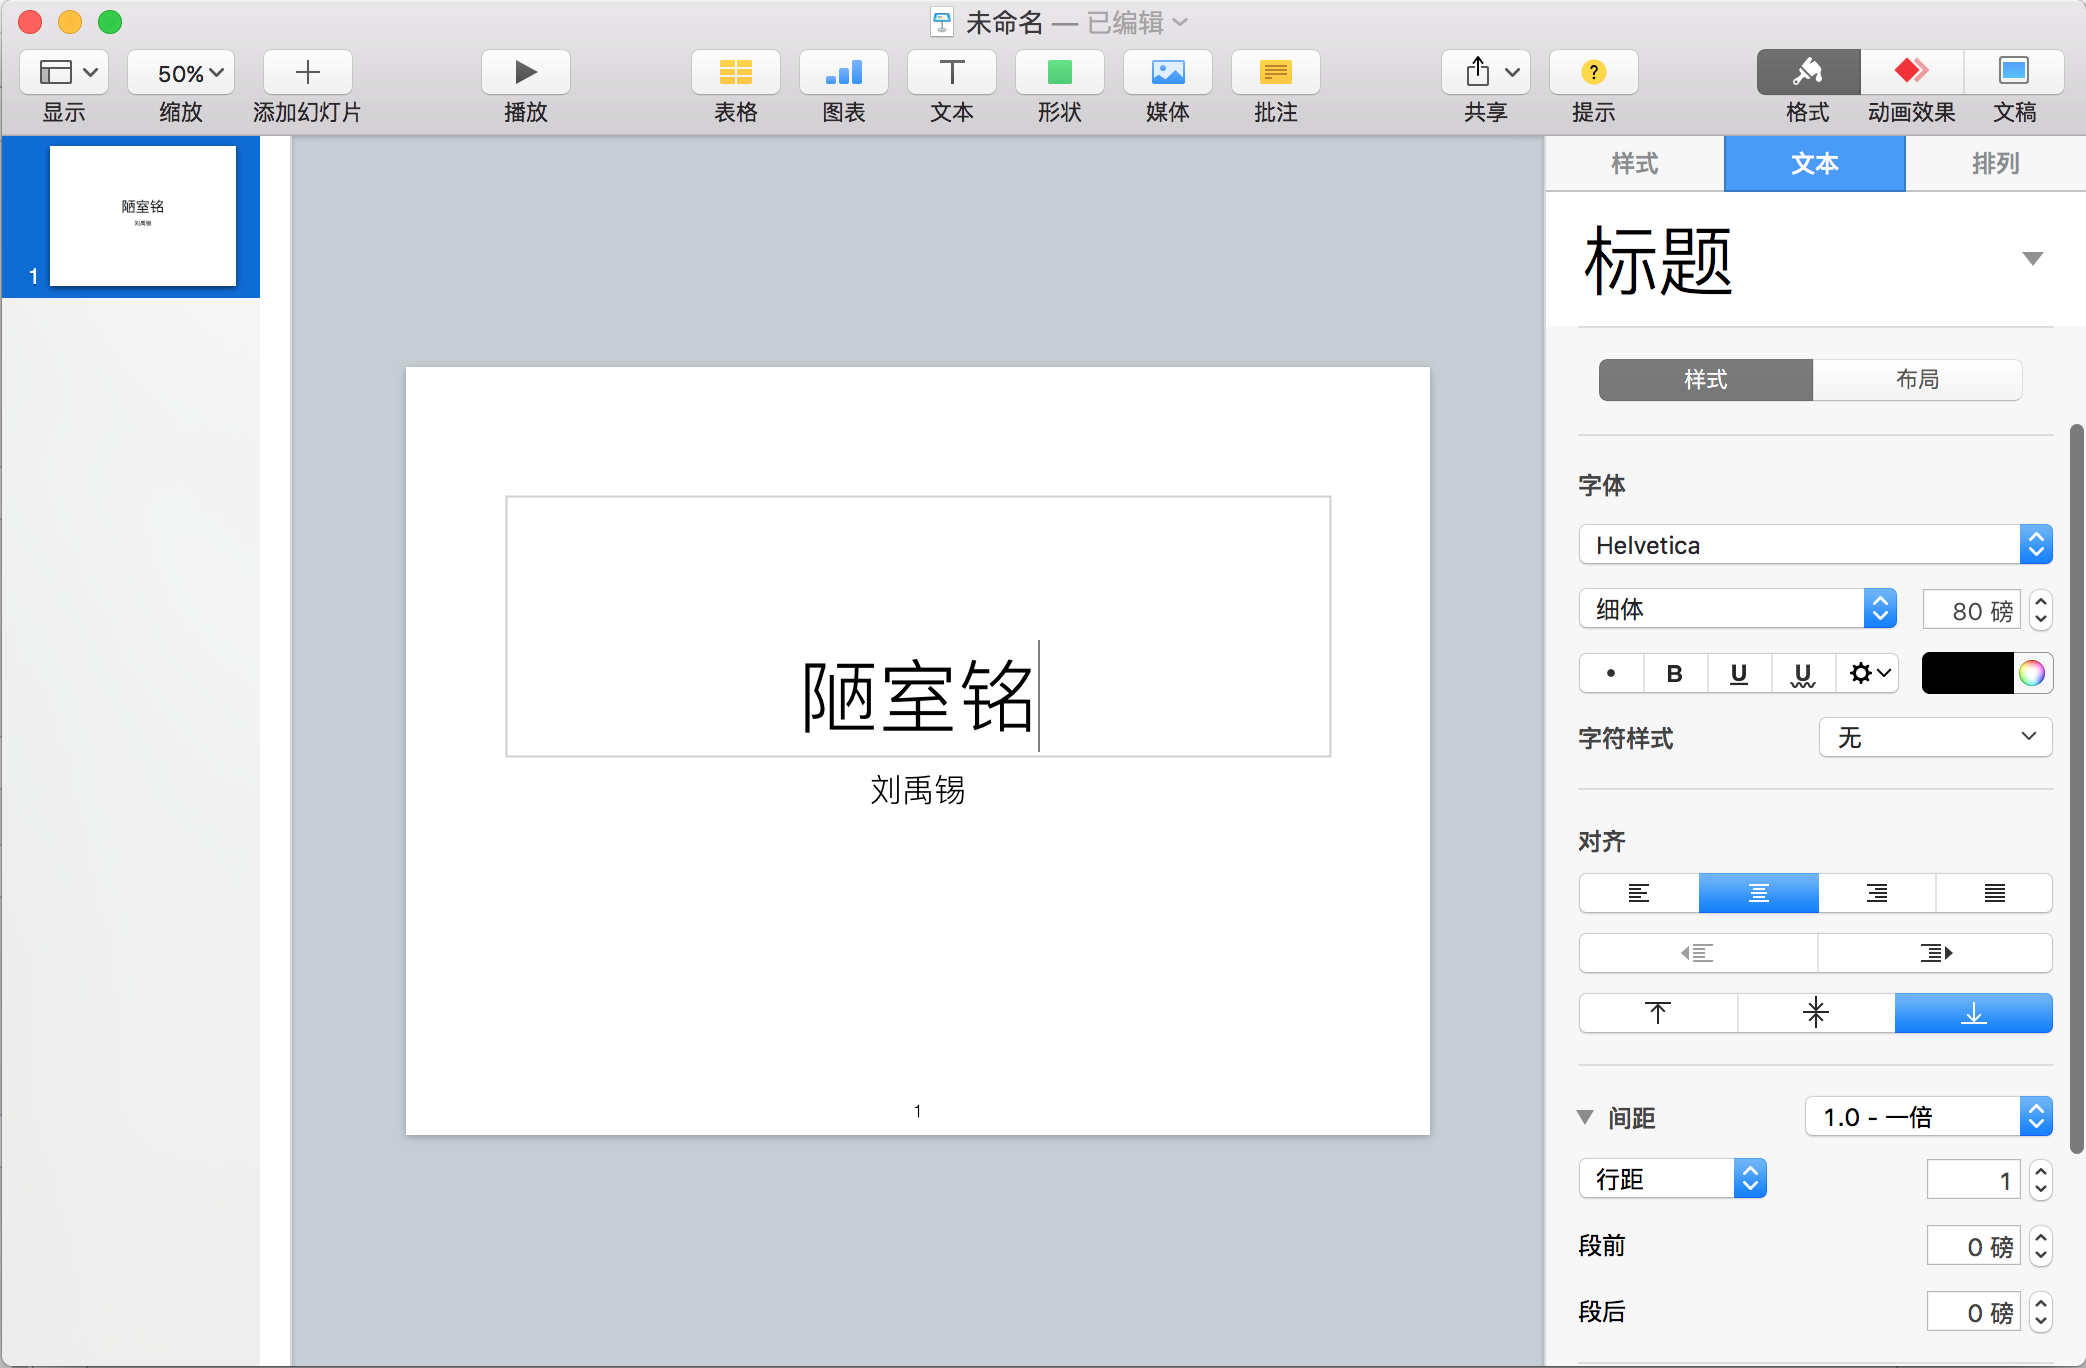 未命名 — 已编辑
50%
显示
缩放
添加幻灯片
播放
表格
图表
文本
形状
媒体
批注
共享
?
提示
格式
动画效果
文稿
陋室铭
刘禹锡
1
陋室铭
刘禹锡
1
样式
文本
排列
标题
样式
布局
字体
Helvetica
细体
80 磅
B
U
U
字符样式
无
对齐
间距
1.0 - 一倍
行距
1
段前
0 磅
段后
0 磅